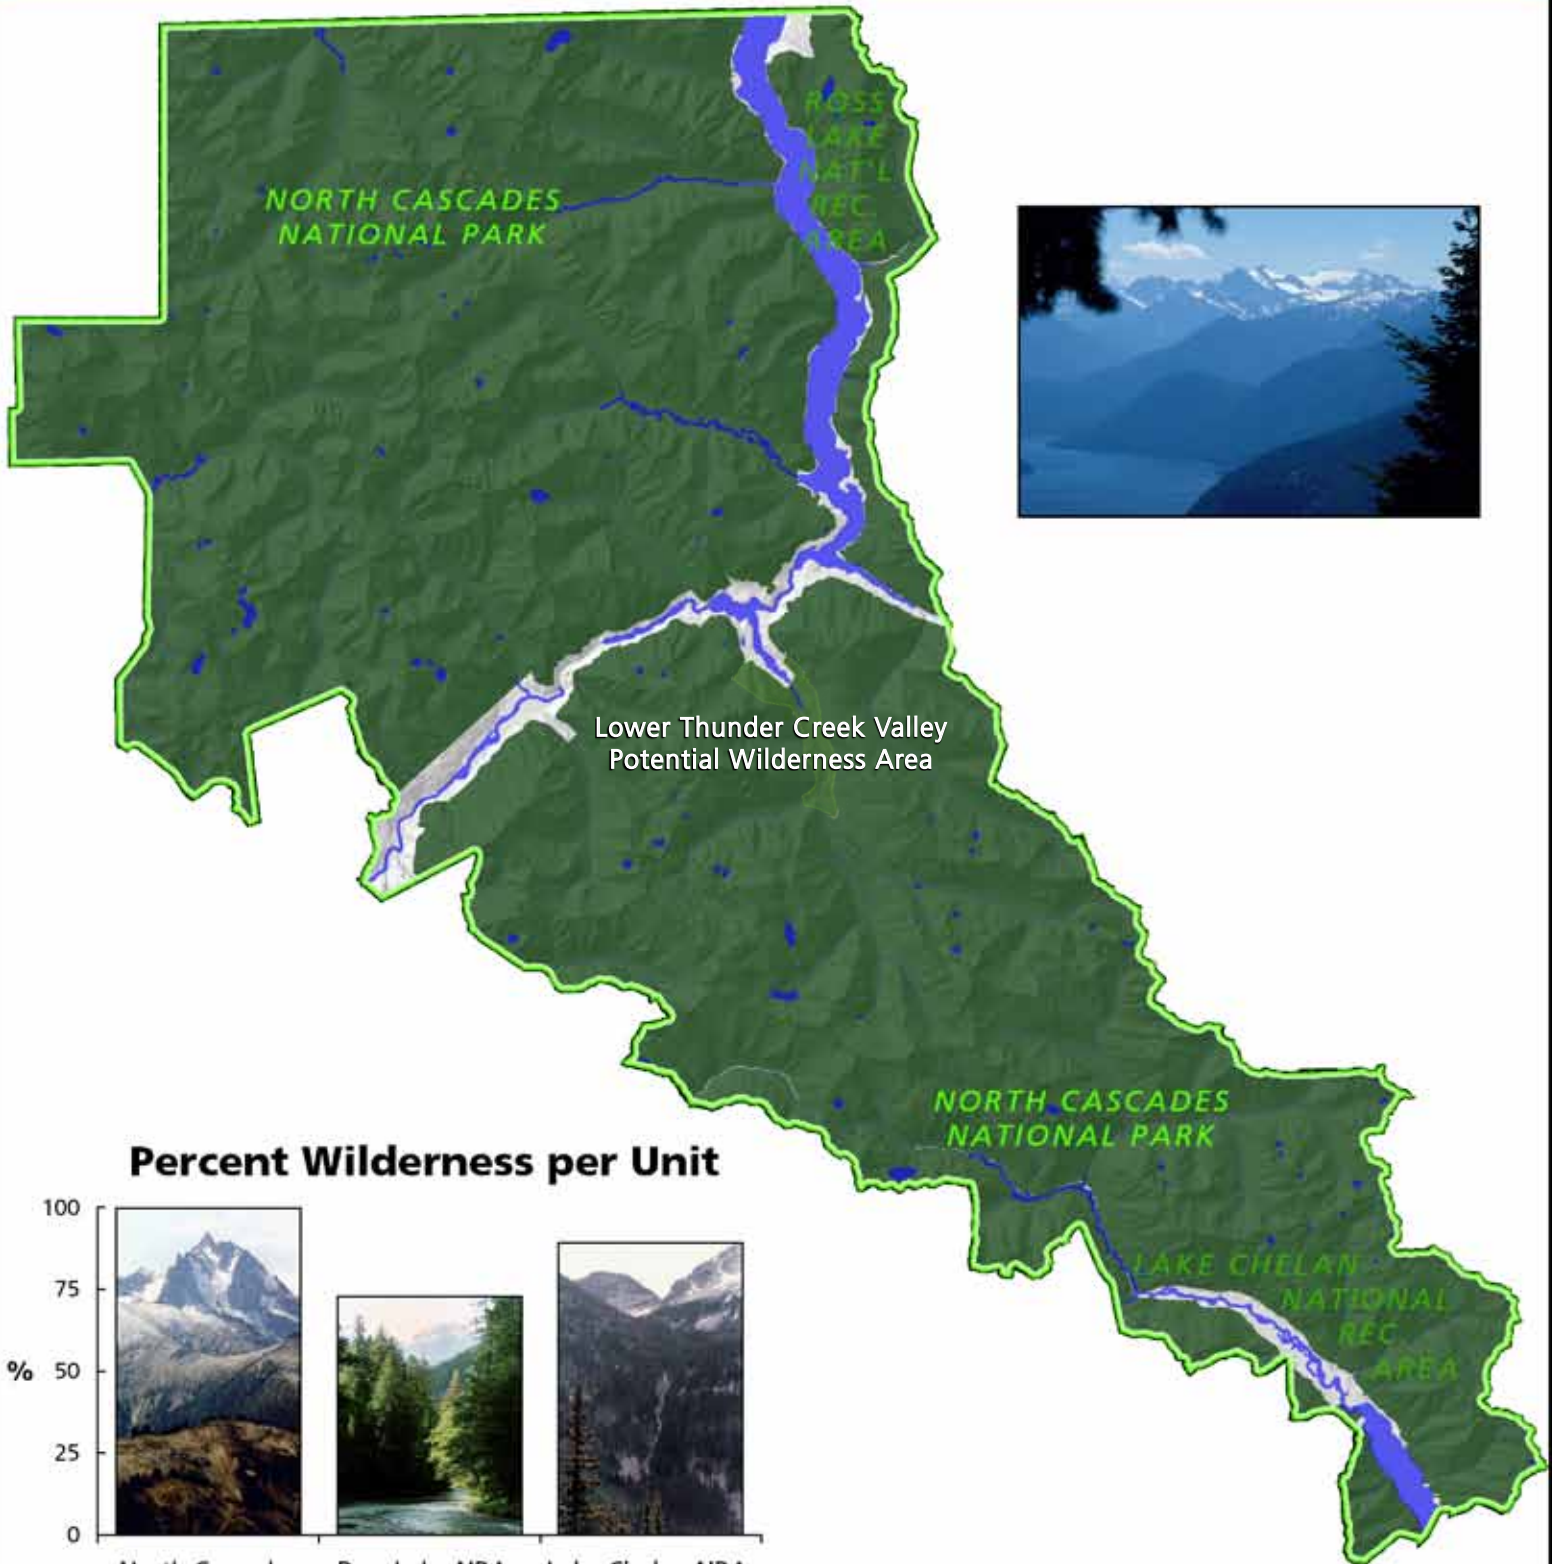 ROSS
LAKE
NAT'L
REC
AREA
NORTH CASCADES
NATIONAL PARK
Lower Thunder Creek Valley
Potential Wilderness Area
NORTH CASCADES
NATIONAL PARK
LAKE CHELAN
NATIONAL
REC
AREA
Percent Wilderness per Unit
100
75
% 50
25
0